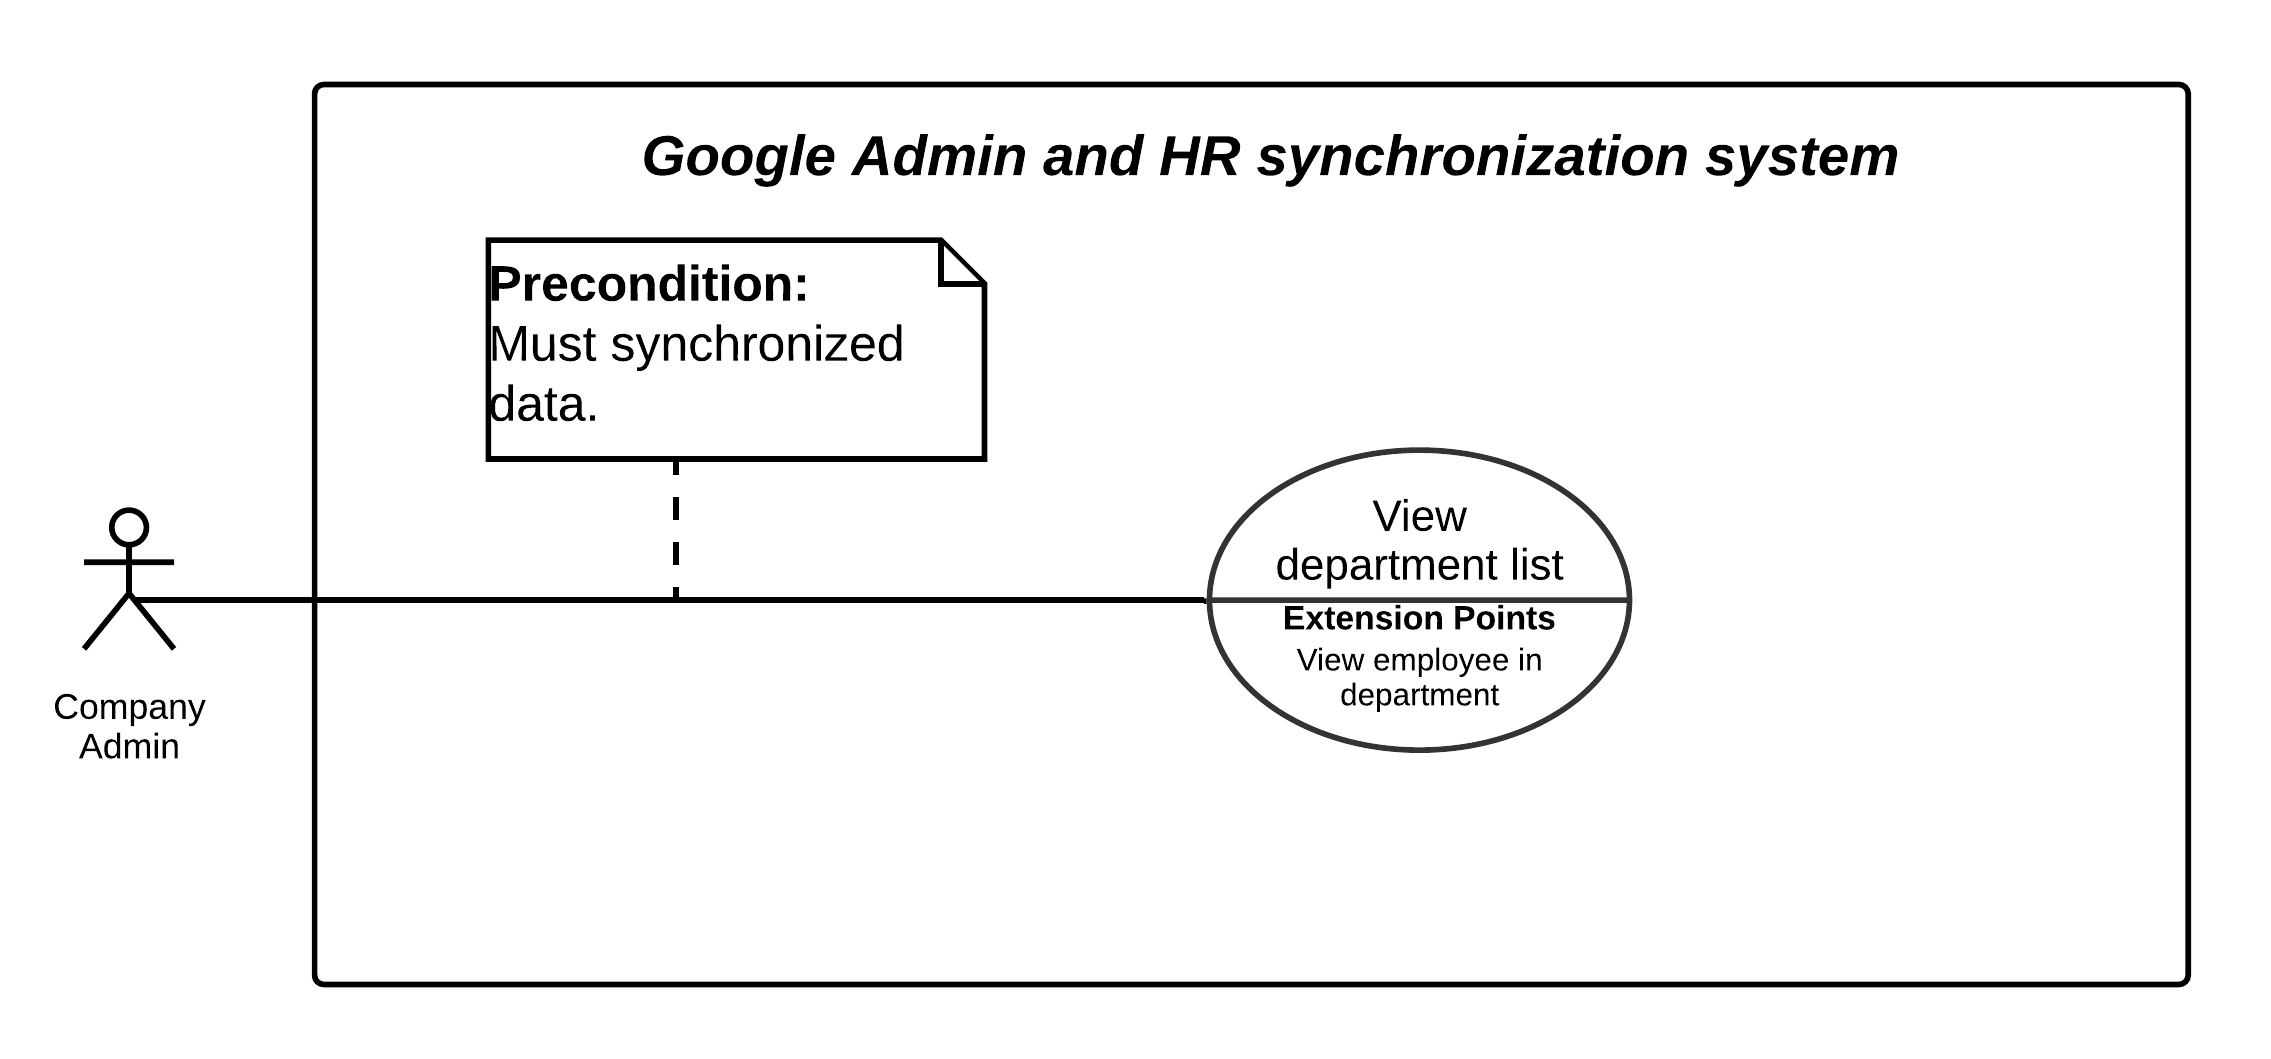 Google Admin and HR synchronization system
Precondition:
Must synchronized
data.
View
department list
Extension Points
View employee in
department
Company
Admin